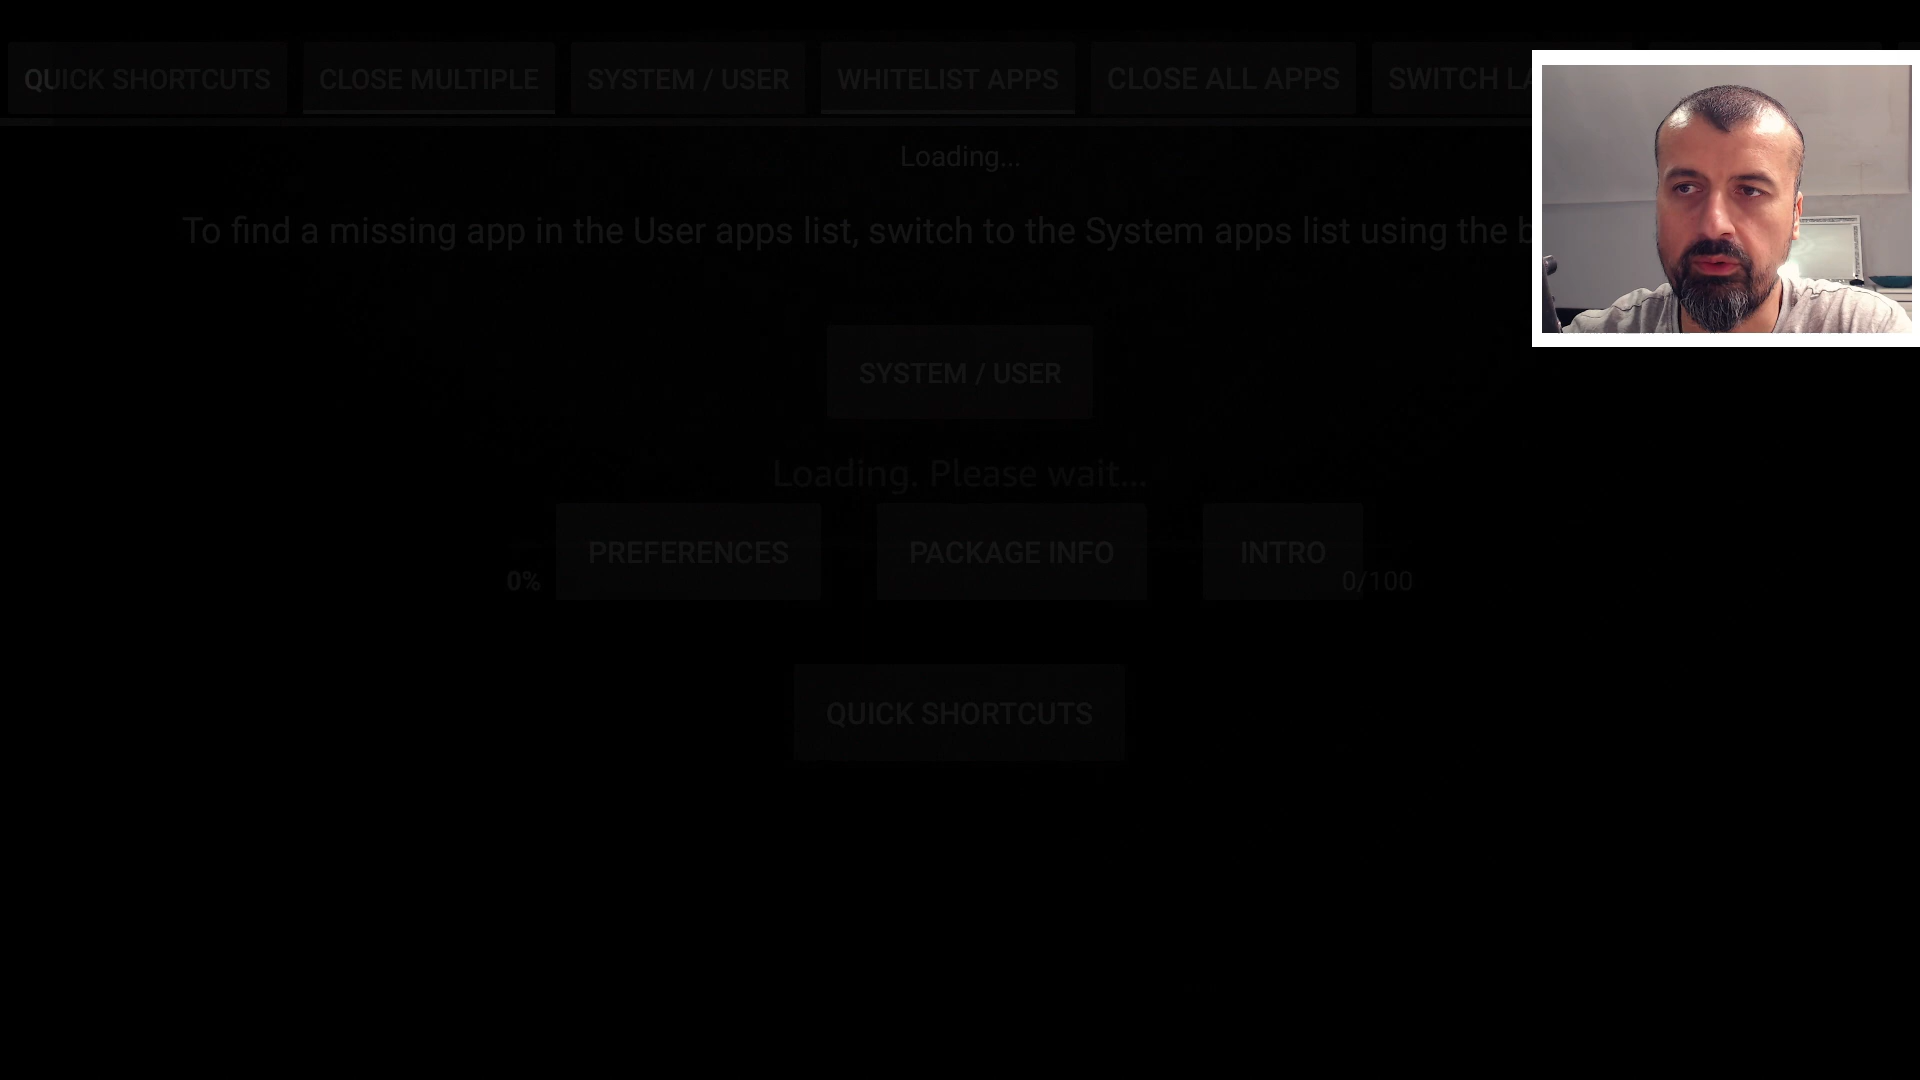 QUICK SHORTCUTS CLOSE MULTIPLE SYSTEM / USER WHITELIST APPS CLOSE ALL APPS SWITCH
Loading...
To find a missing app in the User apps list, switch to the System apps list using the
SYSTEM / USER
Loading. Please wait...
PREFERENCES PACKAGE INFO INTRO
0% 0/100
QUICK SHORTCUTS